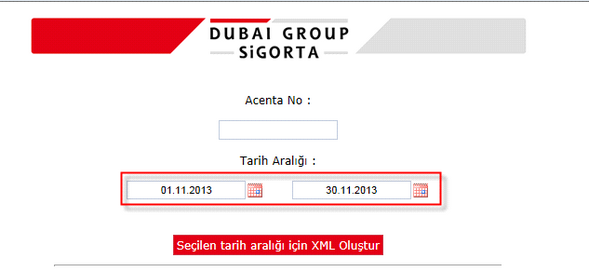 DUBAI GROUP
SiGORTA
Acenta No :
Tarih Aralığı :
01.11.2013 30.11.2013
Seçilen tarih aralığı için XML Oluştur